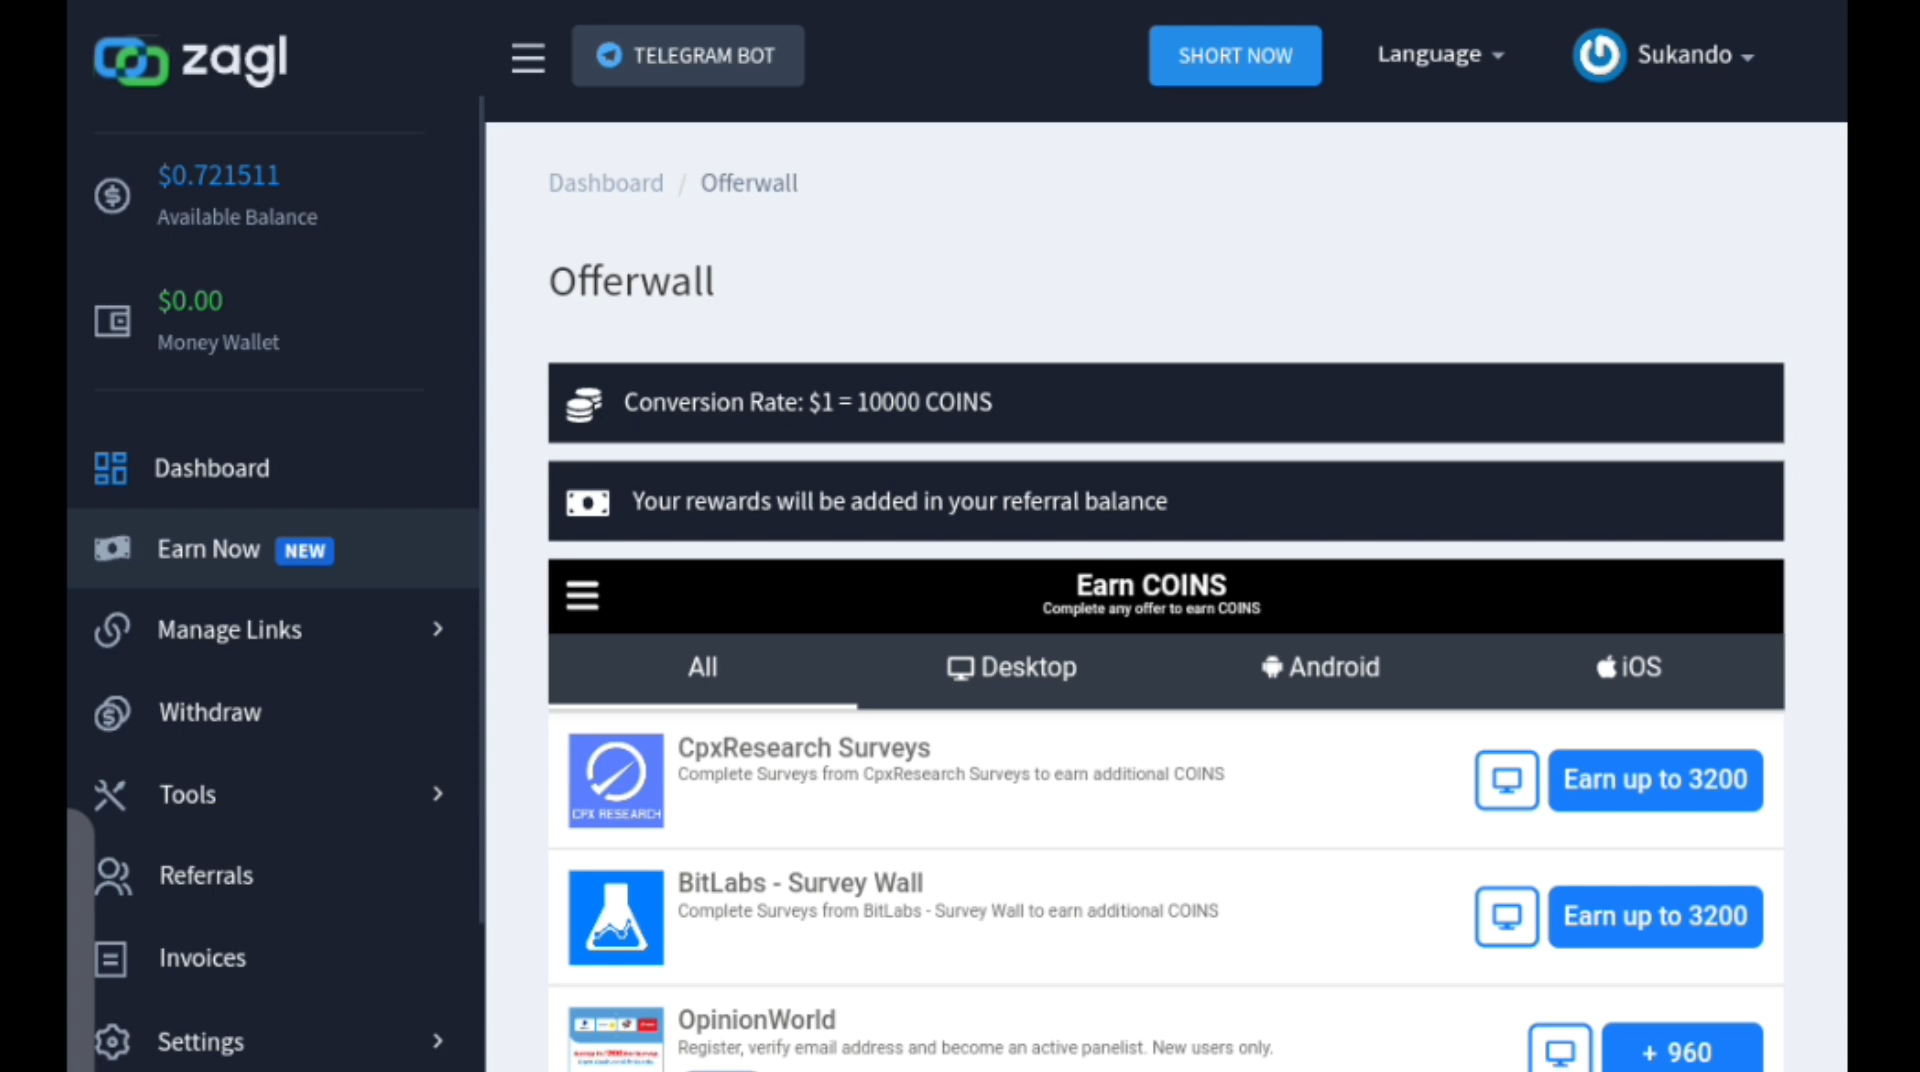 zagl
TELEGRAM BOT
SHORT NOW
Language
Sukando
$0.721511
Available Balance
$0.00
Money Wallet
Dashboard
Earn Now NEW
Manage Links
Withdraw
Tools
Referrals
Invoices
Settings
Dashboard / Offerwall
Offerwall
Conversion Rate: $1 = 10000 COINS
Your rewards will be added in your referral balance
Earn COINS
Complete any offer to earn COINS
All
Desktop
Android
iOS
CPX RESEARCH
CpxResearch Surveys
Complete Surveys from CpxResearch Surveys to earn additional COINS
Earn up to 3200
BitLabs - Survey Wall
Complete Surveys from BitLabs - Survey Wall to earn additional COINS
Earn up to 3200
OpinionWorld
Register, verify email address and become an active panelist. New users only.
+ 960